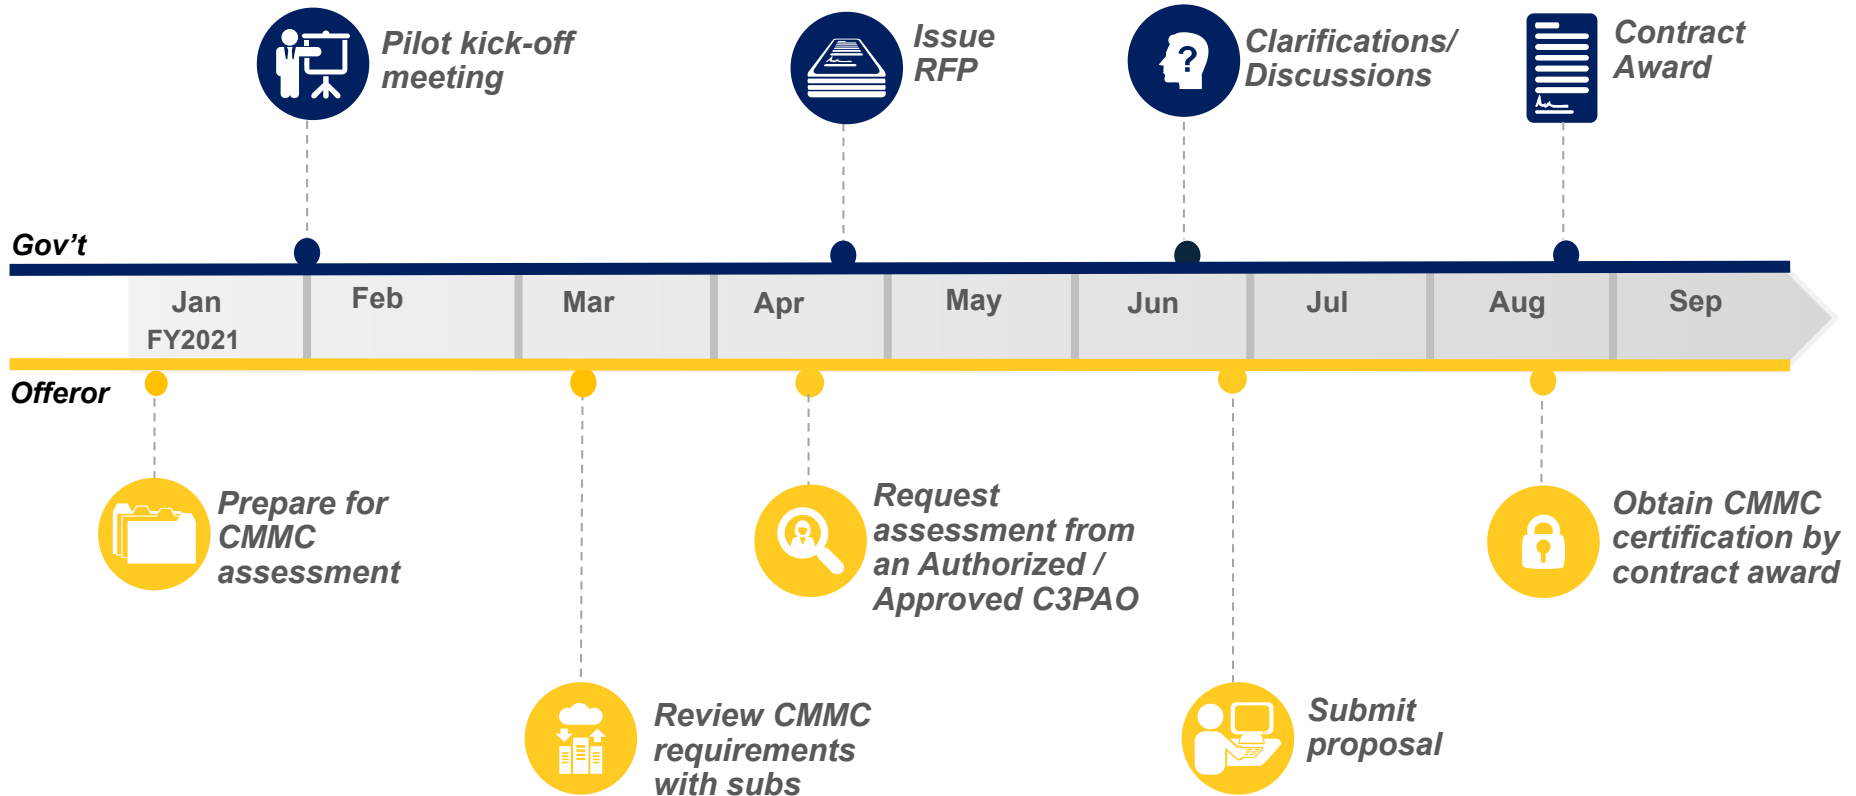 Pilot kick-off
meeting
Issue
RFP
?
Clarifications/
Discussions
Contract
Award
Gov't
Jan
FY2021
Feb
Mar
Apr
May
Jun
Jul
Aug
Sep
Offeror
Prepare for
CMMC
assessment
Review CMMC
requirements
with subs
Request
assessment from
an Authorized /
Approved C3PAO
Submit
proposal
Obtain CMMC
certification by
contract award